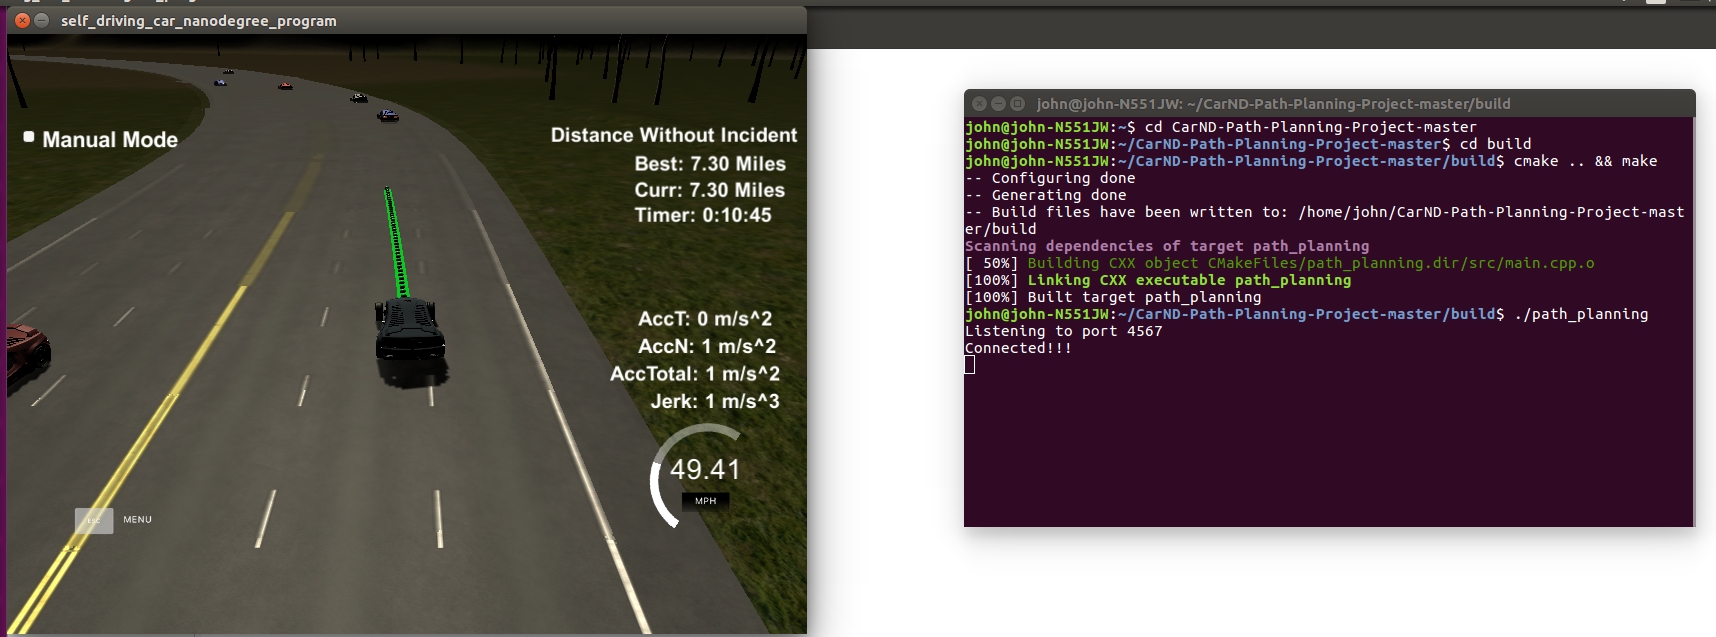 self_driving_car_nanodegree_program
Manual Mode
Distance Without Incident
Best: 7.30 Miles
Curr: 7.30 Miles
Timer: 0:10:45
AccT: 0 m/s^2
AccN: 1 m/s^2
AccTotal: 1 m/s^2
Jerk: 1 m/s^3
49.41
MPH
ESC
MENU
john@john-N551JW: ~/CarND-Path-Planning-Project-master/build
john@john-N551JW:~$ cd CarND-Path-Planning-Project-master
john@john-N551JW:~/CarND-Path-Planning-Project-master$ cd build
john@john-N551JW:~/CarND-Path-Planning-Project-master/build$ cmake .. && make
-- Configuring done
-- Generating done
-- Build files have been written to: /home/john/CarND-Path-Planning-Project-mast
er/build
Scanning dependencies of target path_planning
[ 50%] Building CXX object CMakeFiles/path_planning.dir/src/main.cpp.o
[100%] Linking CXX executable path_planning
[100%] Built target path_planning
john@john-N551JW:~/CarND-Path-Planning-Project-master/build$ ./path_planning
Listening to port 4567
Connected!!!